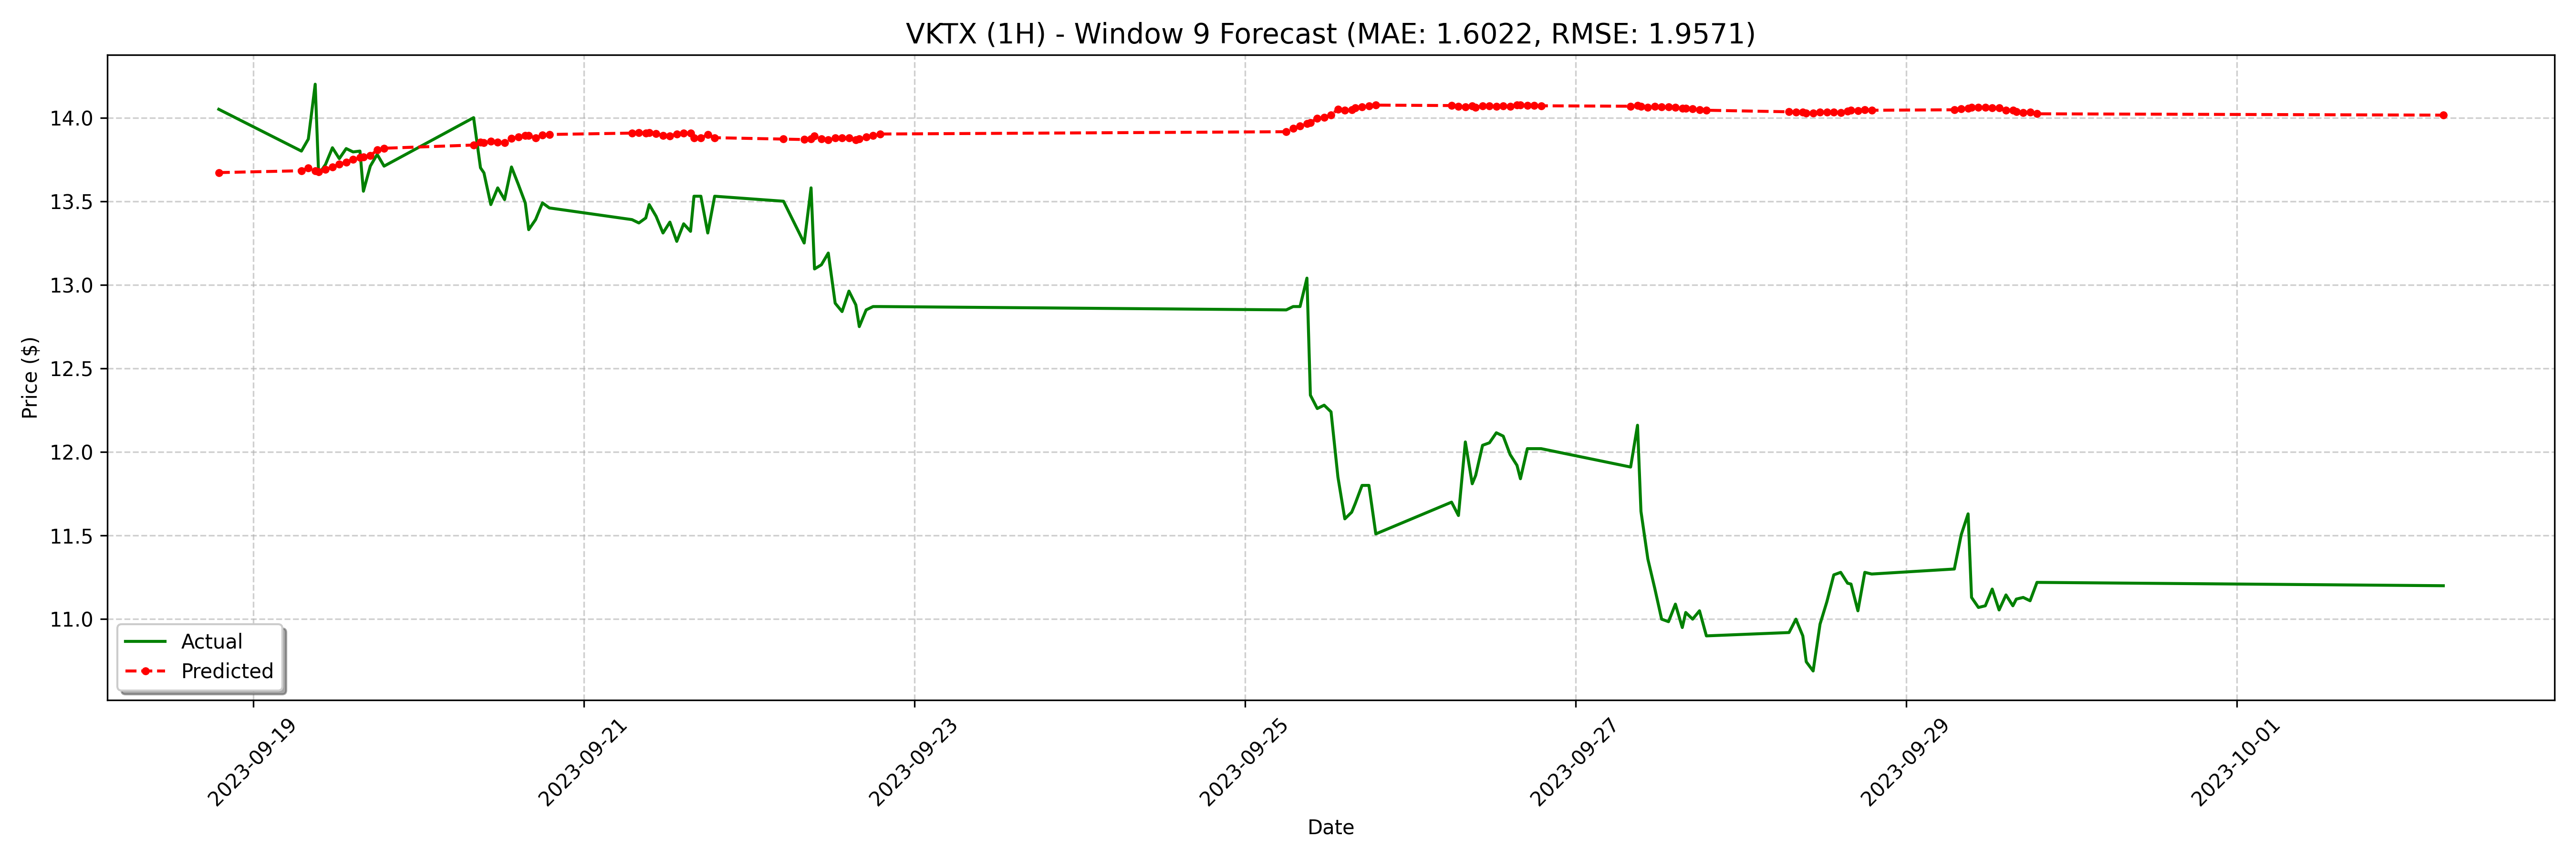 VKTX (1H) - Window 9 Forecast (MAE: 1.6022, RMSE: 1.9571)
Price ($)
14.0
13.5
13.0
12.5
12.0
11.5
11.0
Actual
Predicted
2023-09-19
2023-09-21
2023-09-23
2023-09-25
2023-09-27
2023-09-29
2023-10-01
Date